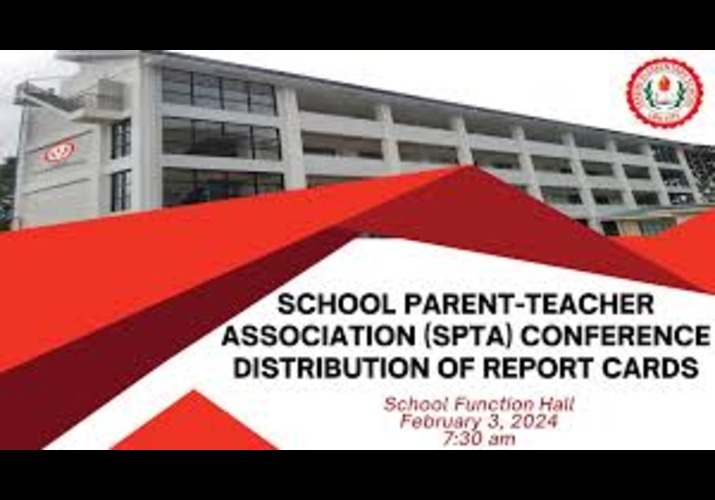 SCHOOL PARENT-TEACHER
ASSOCIATION (SPTA) CONFERENCE
DISTRIBUTION OF REPORT CARDS
School Function Hall
February 3, 2024
7:30 am